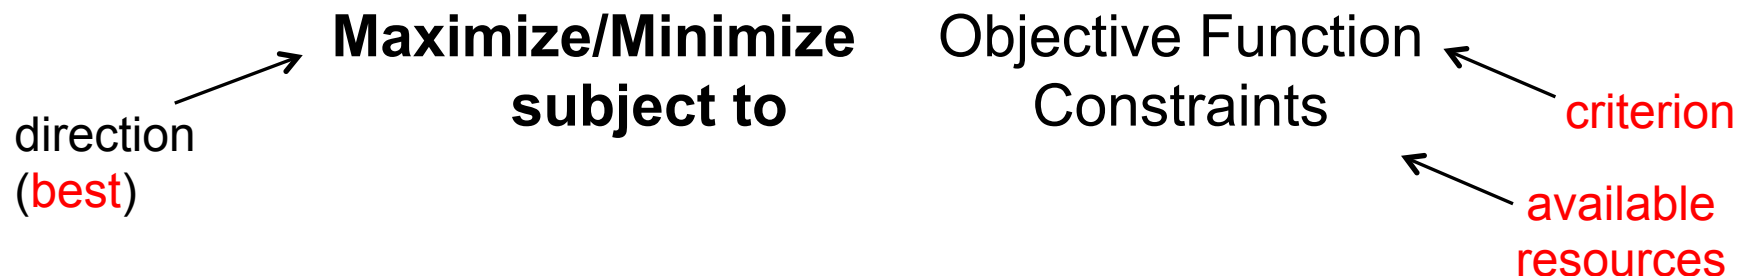 Maximize/Minimize Objective Function
subject to Constraints
direction
(best)
criterion
available
resources